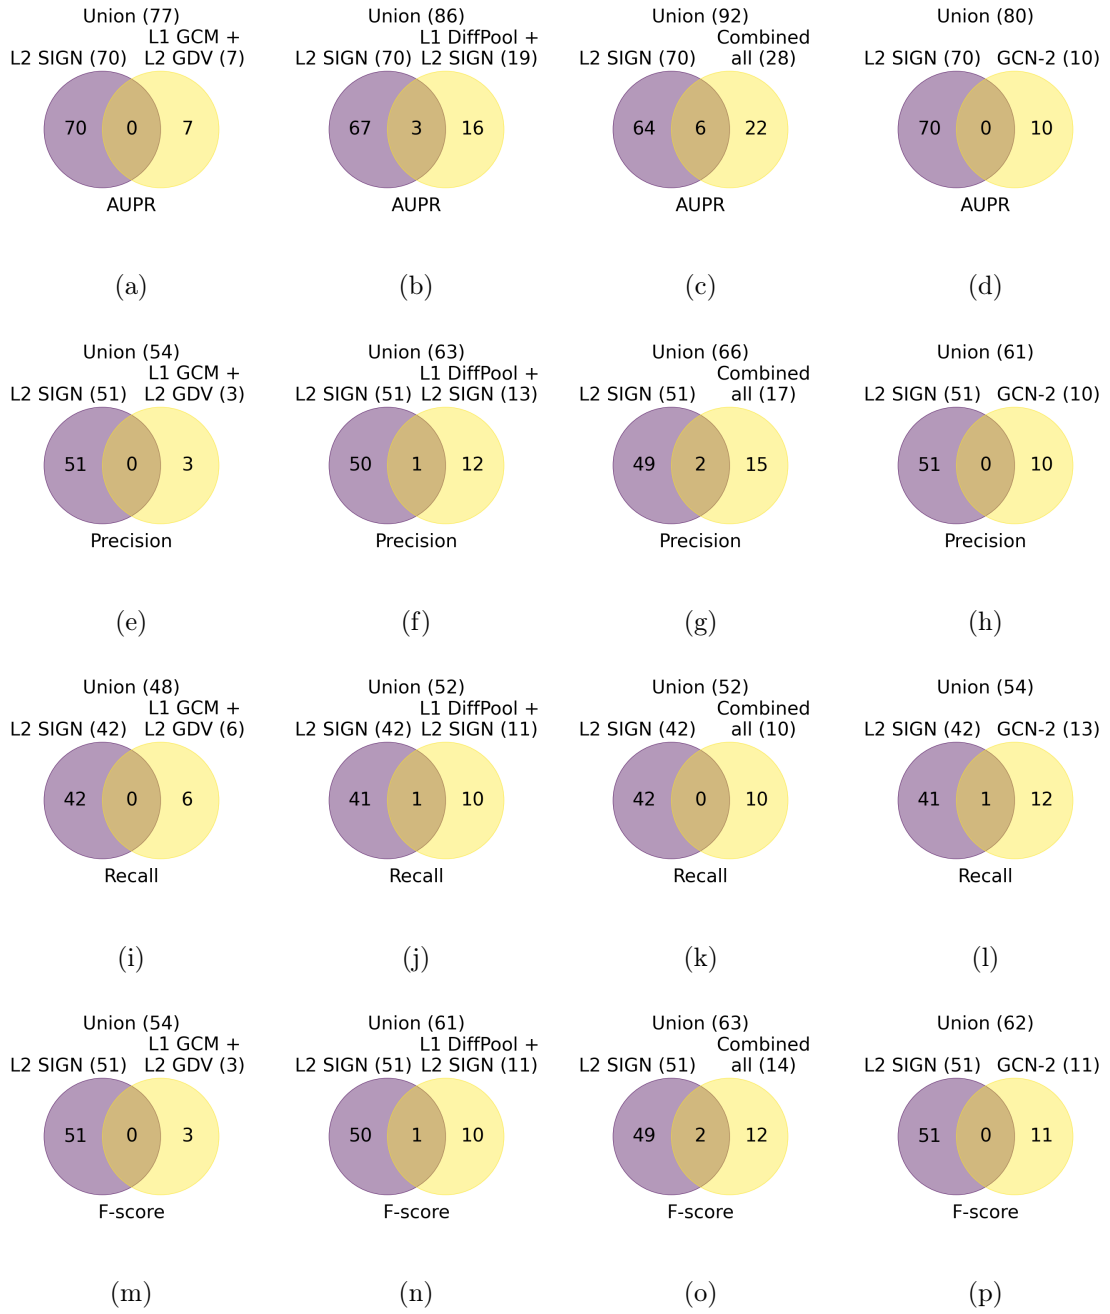 Union (77)
L1 GCM +
L2 SIGN (70) L2 GDV (7)
70 0 7
AUPR
(a)
Union (86)
L1 DiffPool +
L2 SIGN (70) L2 SIGN (19)
67 3 16
AUPR
(b)
Union (92)
Combined
L2 SIGN (70) all (28)
64 6 22
AUPR
(c)
Union (80)
L2 SIGN (70) GCN-2 (10)
70 0 10
AUPR
(d)
Union (54)
L1 GCM +
L2 SIGN (51) L2 GDV (3)
51 0 3
Precision
(e)
Union (63)
L1 DiffPool +
L2 SIGN (51) L2 SIGN (13)
50 1 12
Precision
(f)
Union (66)
Combined
L2 SIGN (51) all (17)
49 2 15
Precision
(g)
Union (61)
L2 SIGN (51) GCN-2 (10)
51 0 10
Precision
(h)
Union (48)
L1 GCM +
L2 SIGN (42) L2 GDV (6)
42 0 6
Recall
(i)
Union (52)
L1 DiffPool +
L2 SIGN (42) L2 SIGN (11)
41 1 10
Recall
(j)
Union (52)
Combined
L2 SIGN (42) all (10)
42 0 10
Recall
(k)
Union (54)
L2 SIGN (42) GCN-2 (13)
41 1 12
Recall
(l)
Union (54)
L1 GCM +
L2 SIGN (51) L2 GDV (3)
51 0 3
F-score
(m)
Union (61)
L1 DiffPool +
L2 SIGN (51) L2 SIGN (11)
50 1 10
F-score
(n)
Union (63)
Combined
L2 SIGN (51) all (14)
49 2 12
F-score
(o)
Union (62)
L2 SIGN (51) GCN-2 (11)
51 0 11
F-score
(p)